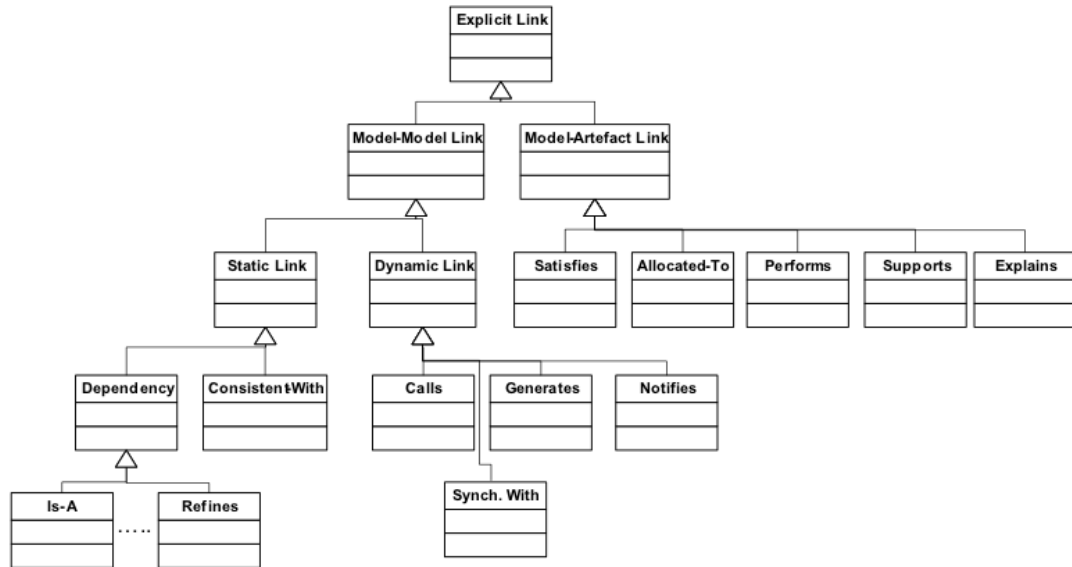 Explicit Link
Model-Model Link
Model-Artefact Link
Static Link
Dynamic Link
Satisfies
Allocated-To
Performs
Supports
Explains
Dependency
Consistent-With
Calls
Generates
Notifies
Is-A
.....
Refines
Synch. With